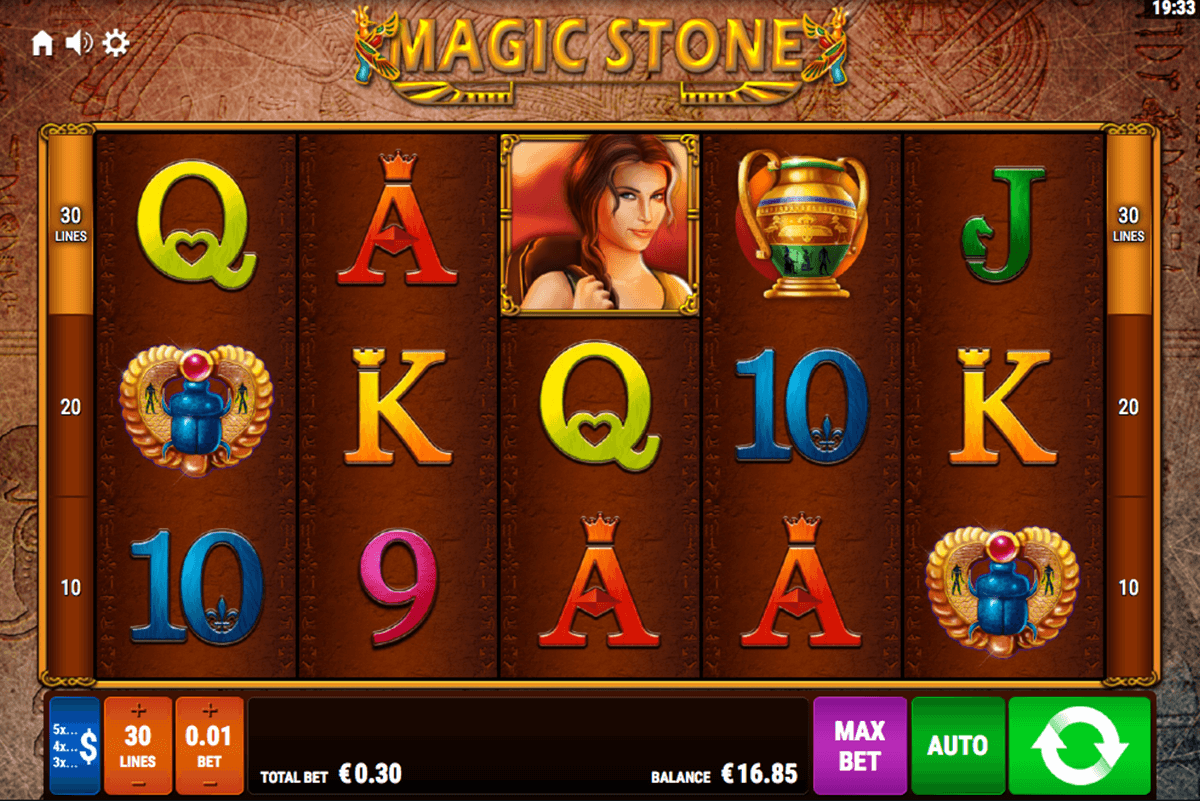 19:33
MAGIC STONE
30
LINES
30
LINES
Q
A
J
20
K
Q
10
K
20
10
10
9
A
A
10
5x...
4x...
3x...
$
+
30
LINES
-
+
0.01
BET
-
TOTAL BET €0.30
BALANCE €16.85
MAX
BET
AUTO